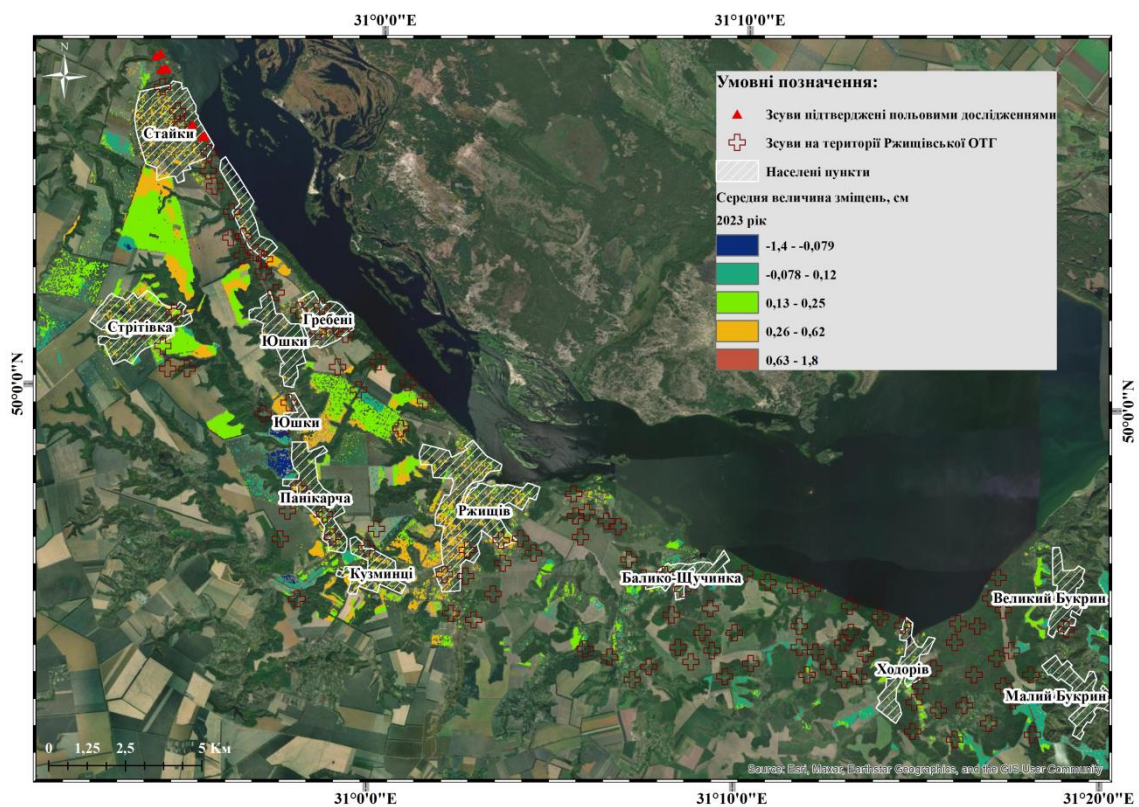 31°0'0"E
31°10'0"E
N
Умовні позначення:
Зсуви підтверджені польовими дослідженнями
Зсуви на території Ржищівської ОТГ
Населені пункти
Середня величина зміщень, см
2023 рік
-1,4 - -0,079
-0,078 - 0,12
0,13 - 0,25
0,26 - 0,62
0,63 - 1,8
Стайки
Стрітівка
Гребені
Юшки
50°0'0"N
50°0'0"N
Юшки
Панікарча
Ржищів
Кузминці
Балико-Щучинка
Великий Букрин
Ходорів
Малий Букрин
0 1,25 2,5 5 Км
Source: Esri, Maxar, Earthstar Geographics, and the GIS User Community
31°0'0"E
31°10'0"E
31°20'0"E